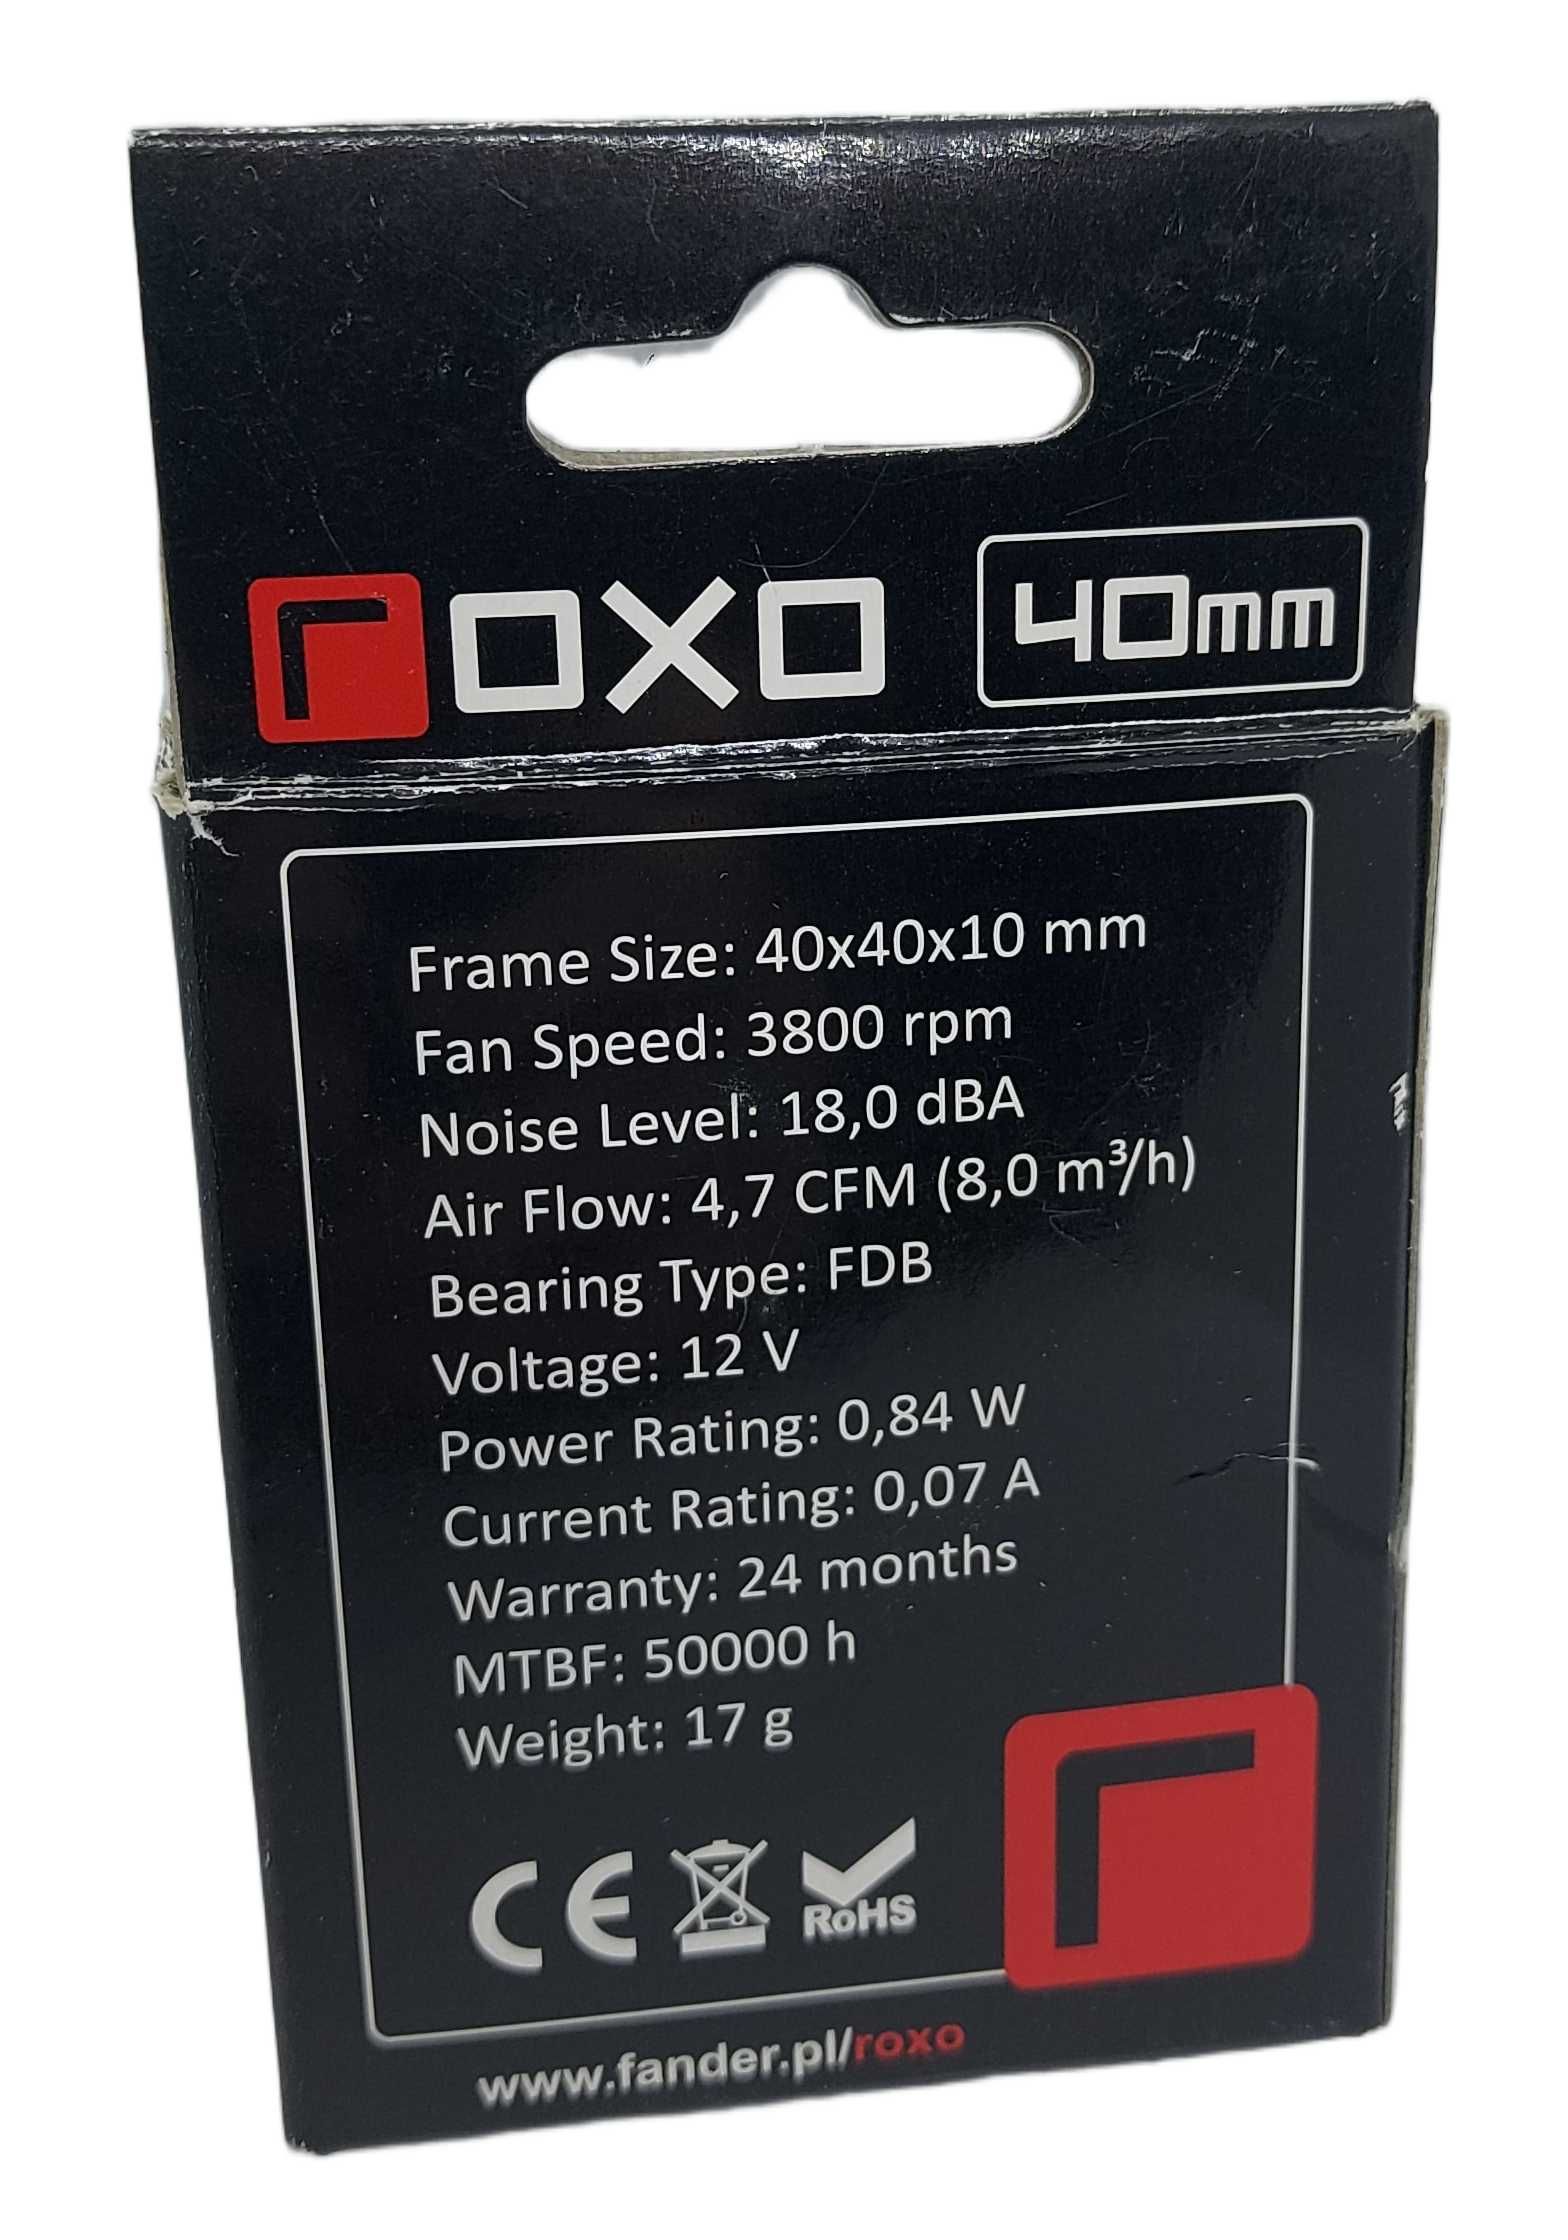 roxo 40mm
Frame Size: 40x40x10 mm
Fan Speed: 3800 rpm
Noise Level: 18,0 dBA
Air Flow: 4,7 CFM (8,0 m³/h)
Bearing Type: FDB
Voltage: 12 V
Power Rating: 0,84 W
Current Rating: 0,07 A
Warranty: 24 months
MTBF: 50000 h
Weight: 17 g
CE RoHS
www.fander.pl/roxo